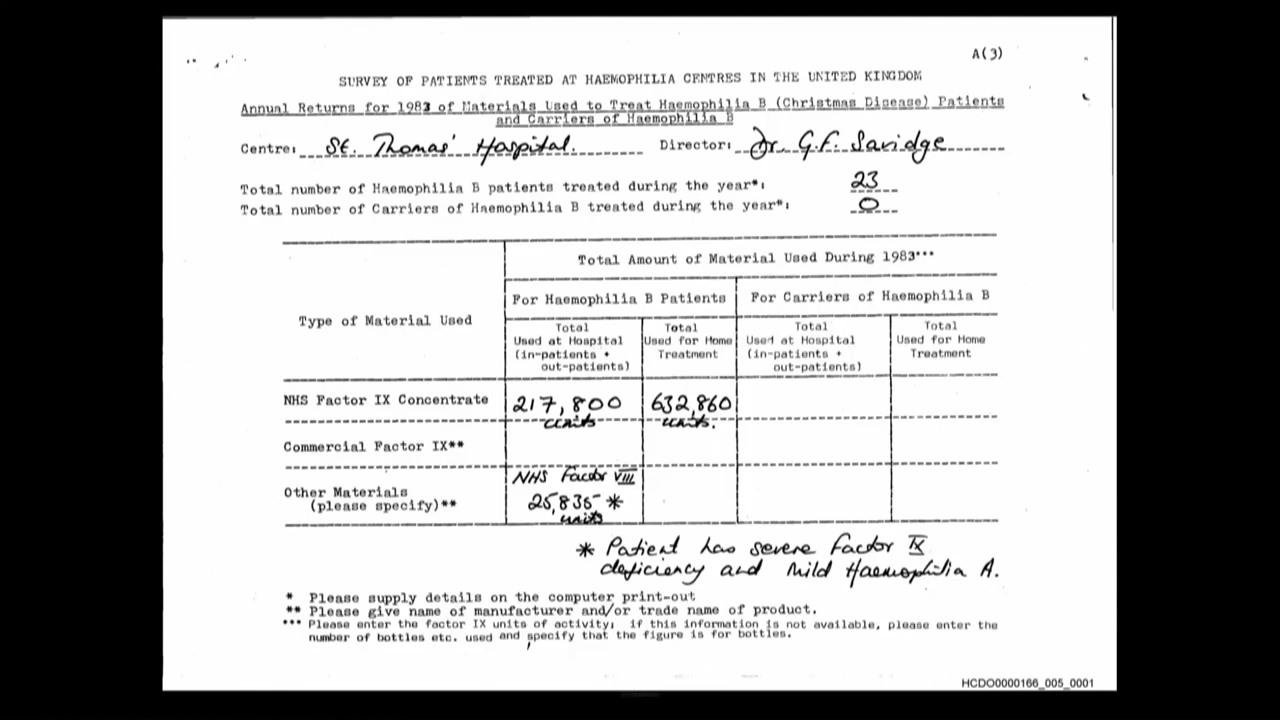 A(3)
SURVEY OF PATIENTS TREATED AT HAEMOPHILIA CENTRES IN THE UNITED KINGDOM
Annual Returns for 1983 of Materials Used to Treat Haemophilia B (Christmas Disease) Patients
and Carriers of Haemophilia B
Centre: St. Thomas' Hospital. Director: Dr. G.F. Savidge
Total number of Haemophilia B patients treated during the year*: 23
Total number of Carriers of Haemophilia B treated during the year*: 0
Total Amount of Material Used During 1983***
For Haemophilia B Patients For Carriers of Haemophilia B
Type of Material Used
Total Total Total Total
Used at Hospital Used for Home Used at Hospital Used for Home
(in-patients + Treatment (in-patients + Treatment
out-patients) out-patients)
NHS Factor IX Concentrate 217,800 632,860
units units.
Commercial Factor IX**
NHS Factor VIII
Other Materials
(please specify)** 25,835 *
units
* Patient has severe Factor IX
deficiency and Mild Haemophilia A.
* Please supply details on the computer print-out
** Please give name of manufacturer and/or trade name of product.
*** Please enter the factor IX units of activity; if this information is not available, please enter the
number of bottles etc. used and specify that the figure is for bottles.
HCDO0000166_005_0001